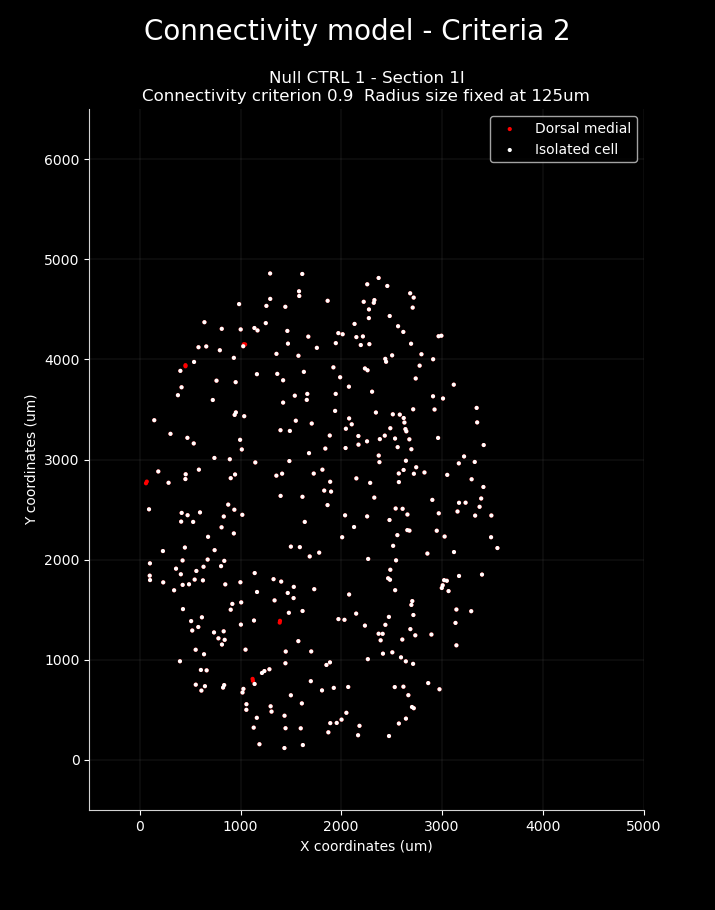 Connectivity model - Criteria 2
Null CTRL 1 - Section 1l
Connectivity criterion 0.9  Radius size fixed at 125um
Dorsal medial
Isolated cell
6000
5000
4000
3000
2000
1000
0
Y coordinates (um)
0 1000 2000 3000 4000 5000
X coordinates (um)